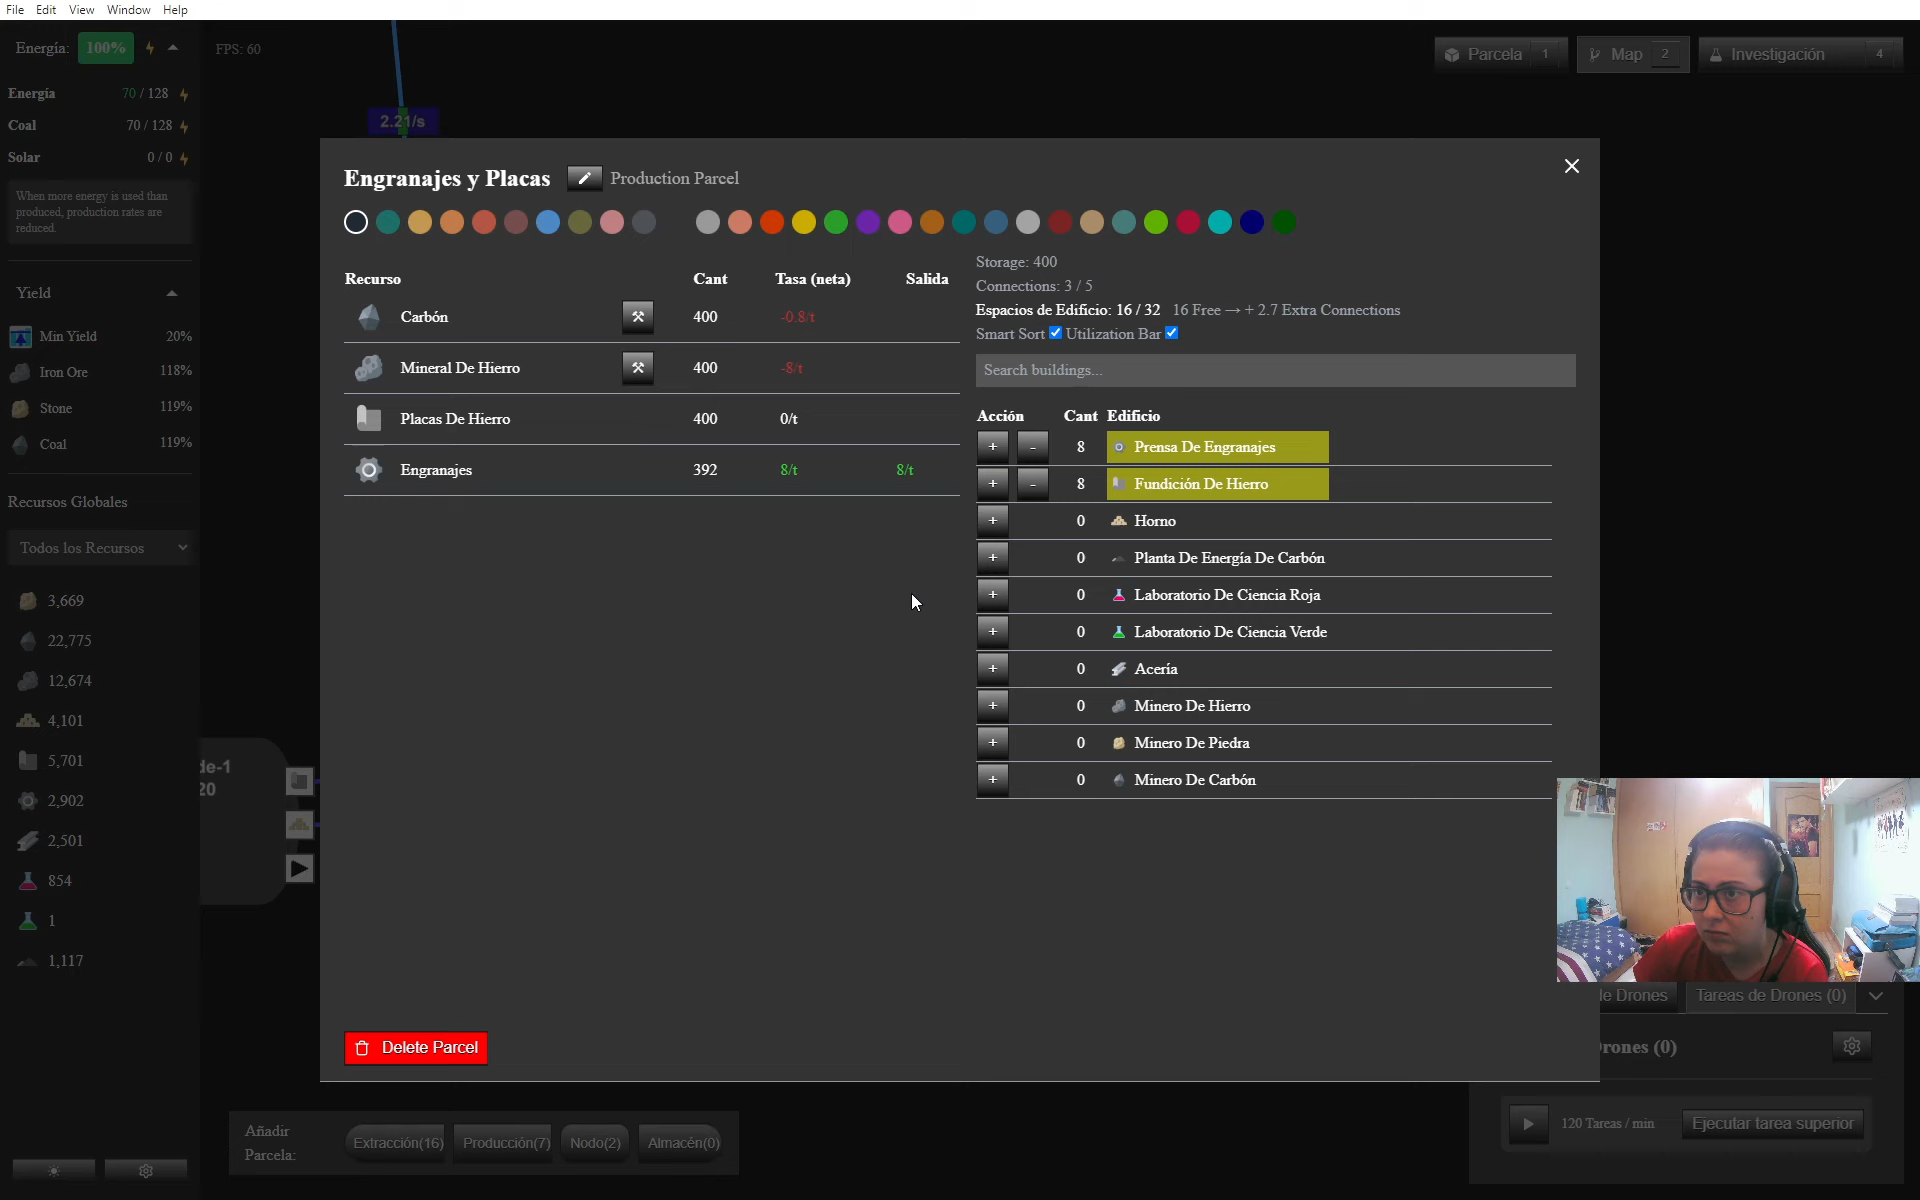 File Edit View Window Help
Energía: 100%
FPS: 60
Parcela 1
Map 2
Investigación 4
Energía 70 / 128
Coal 70 / 128
Solar 0 / 0
When more energy is used than
produced, production rates are
reduced.
Yield
Min Yield 20%
Iron Ore 118%
Stone 119%
Coal 119%
Recursos Globales
Todos los Recursos
3,669
22,775
12,674
4,101
5,701
2,902
2,501
854
1
1,117
2.21/s
de-1
20
Engranajes y Placas Production Parcel
Recurso Cant Tasa (neta) Salida
Carbón 400 -0.8/t
Mineral De Hierro 400 -8/t
Placas De Hierro 400 0/t
Engranajes 392 8/t 8/t
Delete Parcel
Storage: 400
Connections: 3 / 5
Espacios de Edificio: 16 / 32 16 Free → + 2.7 Extra Connections
Smart Sort Utilization Bar
Search buildings...
Acción Cant Edificio
+ - 8 Prensa De Engranajes
+ - 8 Fundición De Hierro
+ 0 Horno
+ 0 Planta De Energía De Carbón
+ 0 Laboratorio De Ciencia Roja
+ 0 Laboratorio De Ciencia Verde
+ 0 Acería
+ 0 Minero De Hierro
+ 0 Minero De Piedra
+ 0 Minero De Carbón
de Drones Tareas de Drones (0)
Drones (0)
120 Tareas / min Ejecutar tarea superior
Añadir
Parcela:
Extracción(16) Producción(7) Nodo(2) Almacén(0)